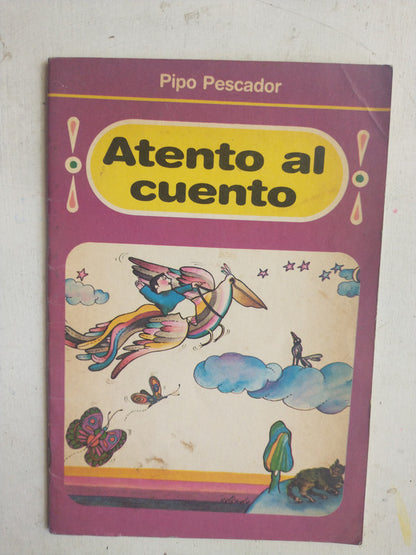 Pipo Pescador
Atento al
cuento